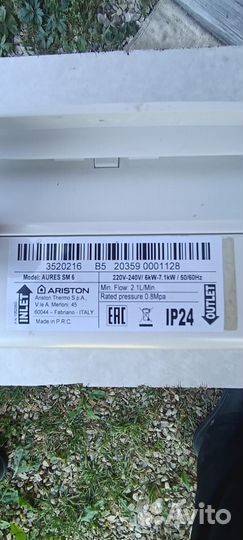 3520216 B5 20359 0001128
Model: AURES SM 6
220V-240V/ 6kW-7.1kW / 50/60Hz
INLET
ARISTON
Ariston Thermo S.p.A.
V.le A. Merloni, 45
60044 – Fabriano - ITALY
Made in P.R.C.
Min. Flow: 2.1L/Min
Rated pressure 0.8Mpa
EAC
IP24
OUTLET
Avito